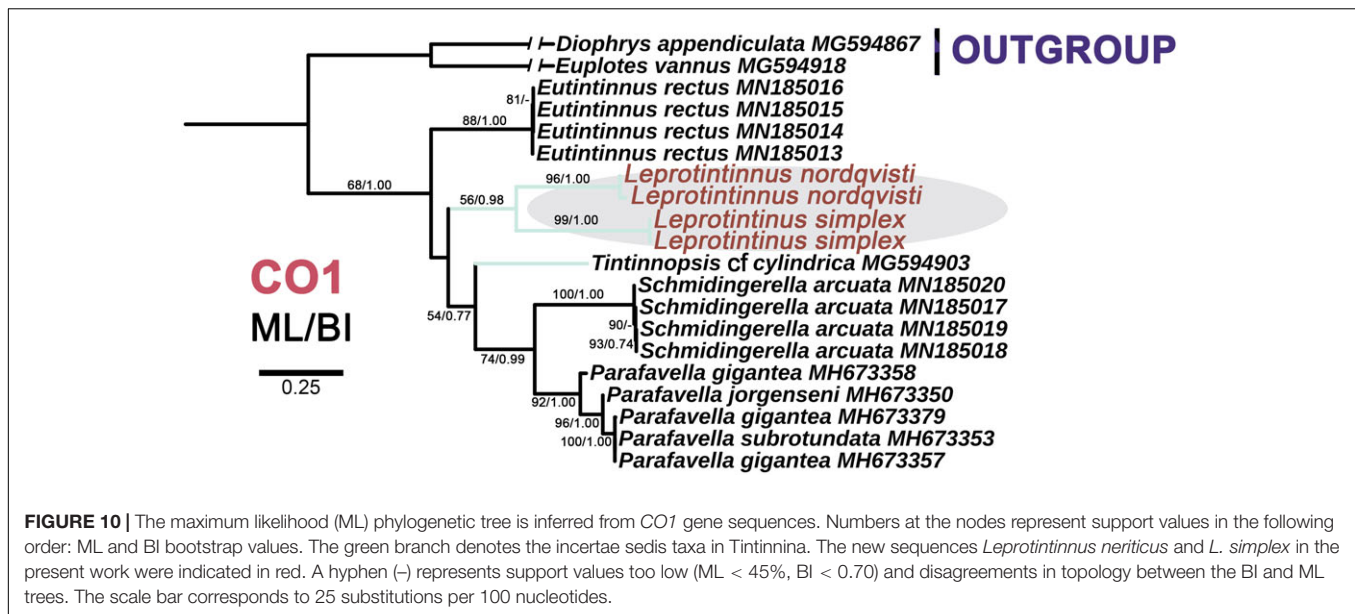 Diophrys appendiculata MG594867
OUTGROUP
Euplotes vannus MG594918
Eutintinnus rectus MN185016
81/-
Eutintinnus rectus MN185015
88/1.00
Eutintinnus rectus MN185014
Eutintinnus rectus MN185013
68/1.00
96/1.00
Leprotintinnus nordqvisti
Leprotintinnus nordqvisti
56/0.98
99/1.00
Leprotintinus simplex
Leprotintinus simplex
Tintinnopsis cf cylindrica MG594903
CO1
ML/BI
0.25
54/0.77
100/1.00
Schmidingerella arcuata MN185020
Schmidingerella arcuata MN185017
90/-
Schmidingerella arcuata MN185019
93/0.74
Schmidingerella arcuata MN185018
74/0.99
Parafavella gigantea MH673358
92/1.00
Parafavella jorgenseni MH673350
96/1.00
Parafavella gigantea MH673379
100/1.00
Parafavella subrotundata MH673353
Parafavella gigantea MH673357
FIGURE 10 | The maximum likelihood (ML) phylogenetic tree is inferred from CO1 gene sequences. Numbers at the nodes represent support values in the following
order: ML and BI bootstrap values. The green branch denotes the incertae sedis taxa in Tintinnina. The new sequences Leprotintinnus neriticus and L. simplex in the
present work were indicated in red. A hyphen (–) represents support values too low (ML < 45%, BI < 0.70) and disagreements in topology between the BI and ML
trees. The scale bar corresponds to 25 substitutions per 100 nucleotides.